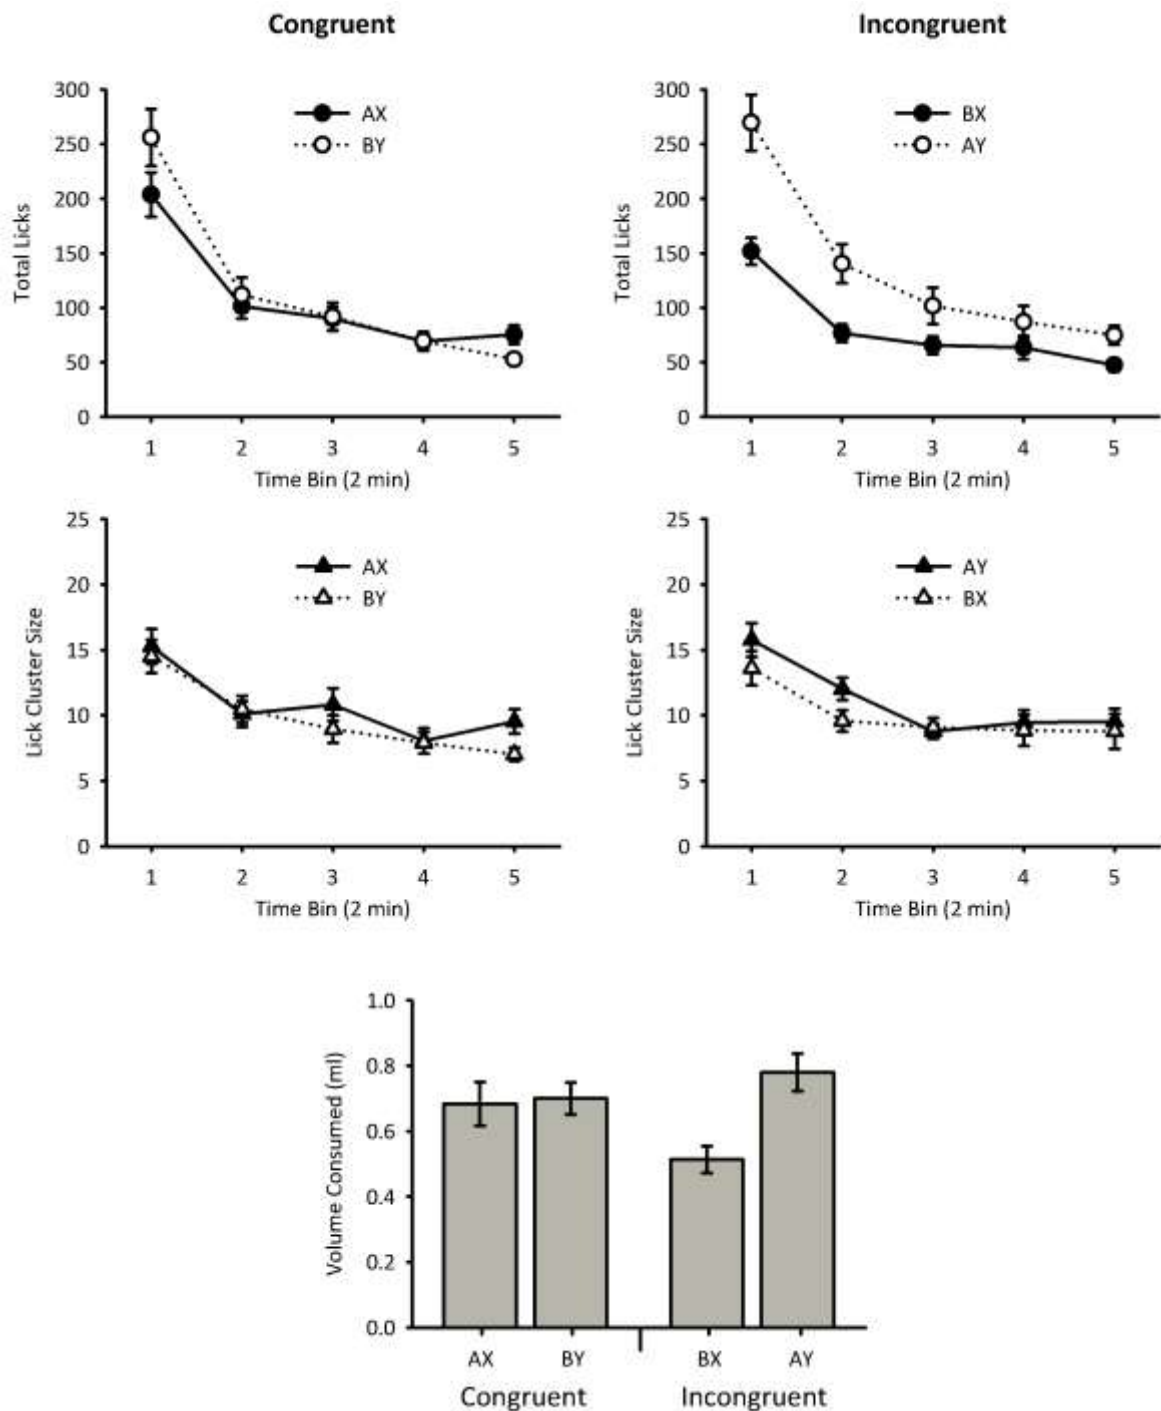 Congruent
Incongruent
300
250
200
150
100
50
0
Total Licks
AX
BY
1 2 3 4 5
Time Bin (2 min)
300
250
200
150
100
50
0
Total Licks
BX
AY
1 2 3 4 5
Time Bin (2 min)
25
20
15
10
5
0
Lick Cluster Size
AX
BY
1 2 3 4 5
Time Bin (2 min)
25
20
15
10
5
0
Lick Cluster Size
AY
BX
1 2 3 4 5
Time Bin (2 min)
1.0
0.8
0.6
0.4
0.2
0.0
Volume Consumed (ml)
AX BY BX AY
Congruent Incongruent